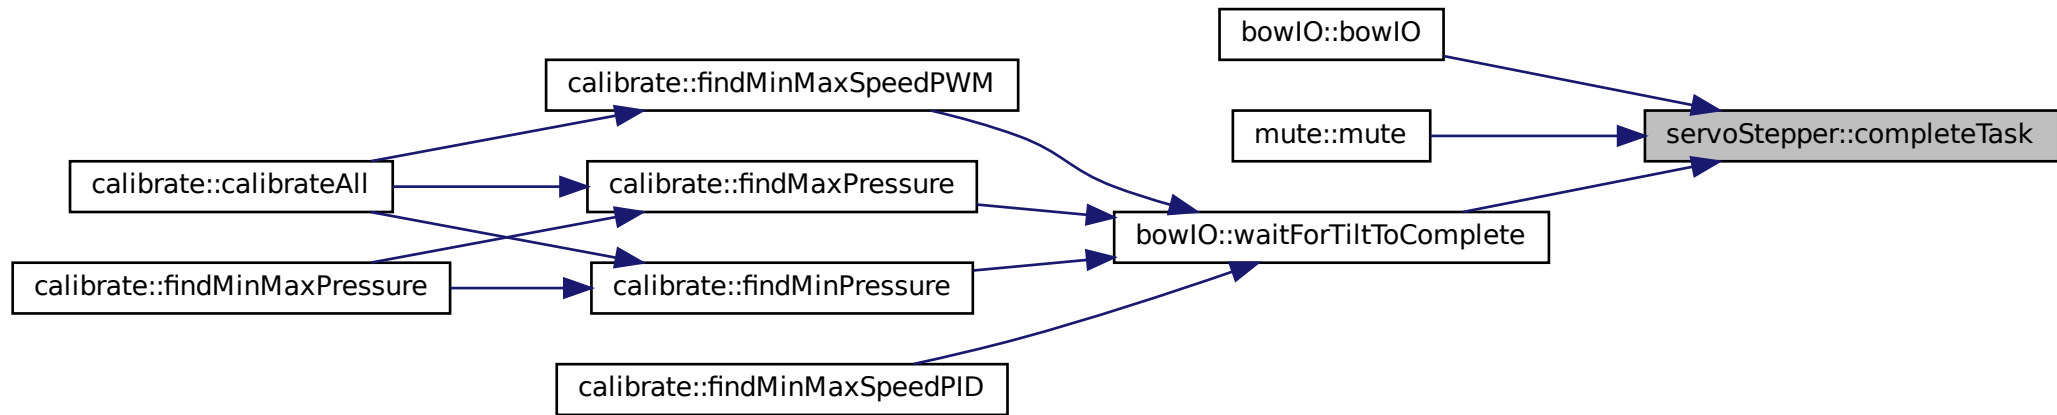 bowIO::bowIO
calibrate::findMinMaxSpeedPWM
mute::mute
servoStepper::completeTask
calibrate::calibrateAll
calibrate::findMaxPressure
bowIO::waitForTiltToComplete
calibrate::findMinMaxPressure
calibrate::findMinPressure
calibrate::findMinMaxSpeedPID